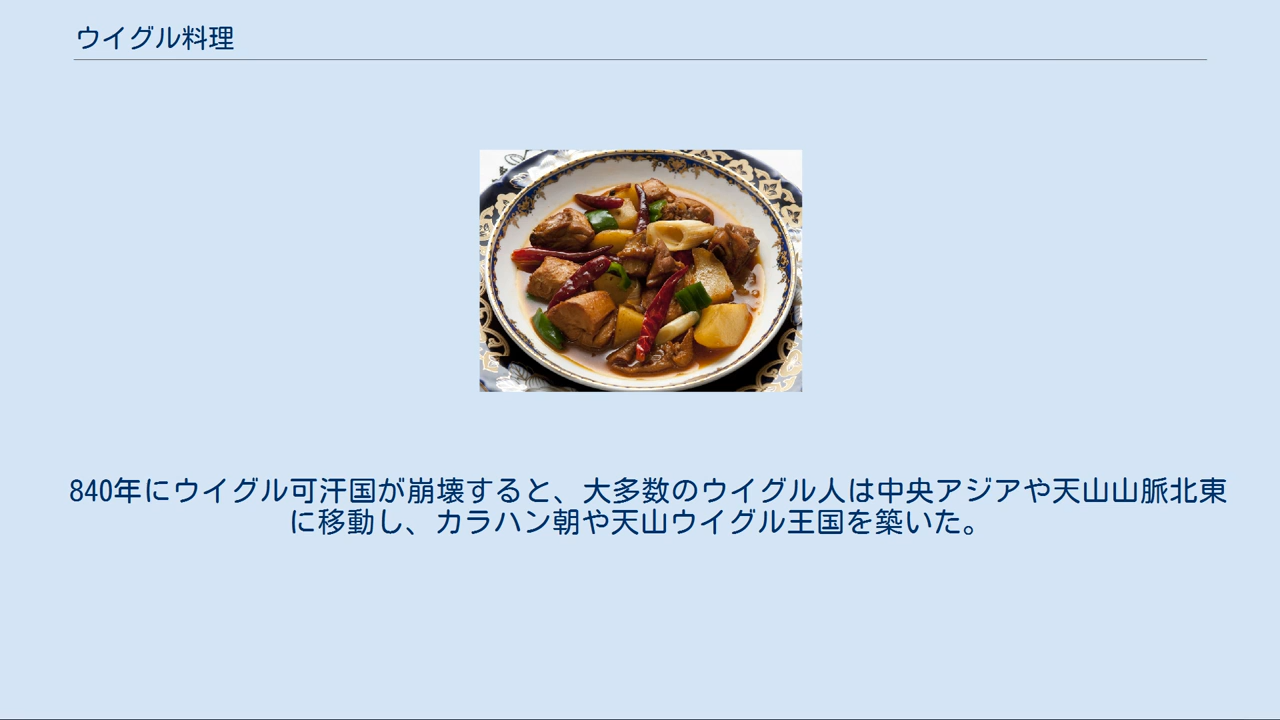 ウイグル料理
840年にウイグル可汗国が崩壊すると、大多数のウイグル人は中央アジアや天山山脈北東
に移動し、カラハン朝や天山ウイグル王国を築いた。